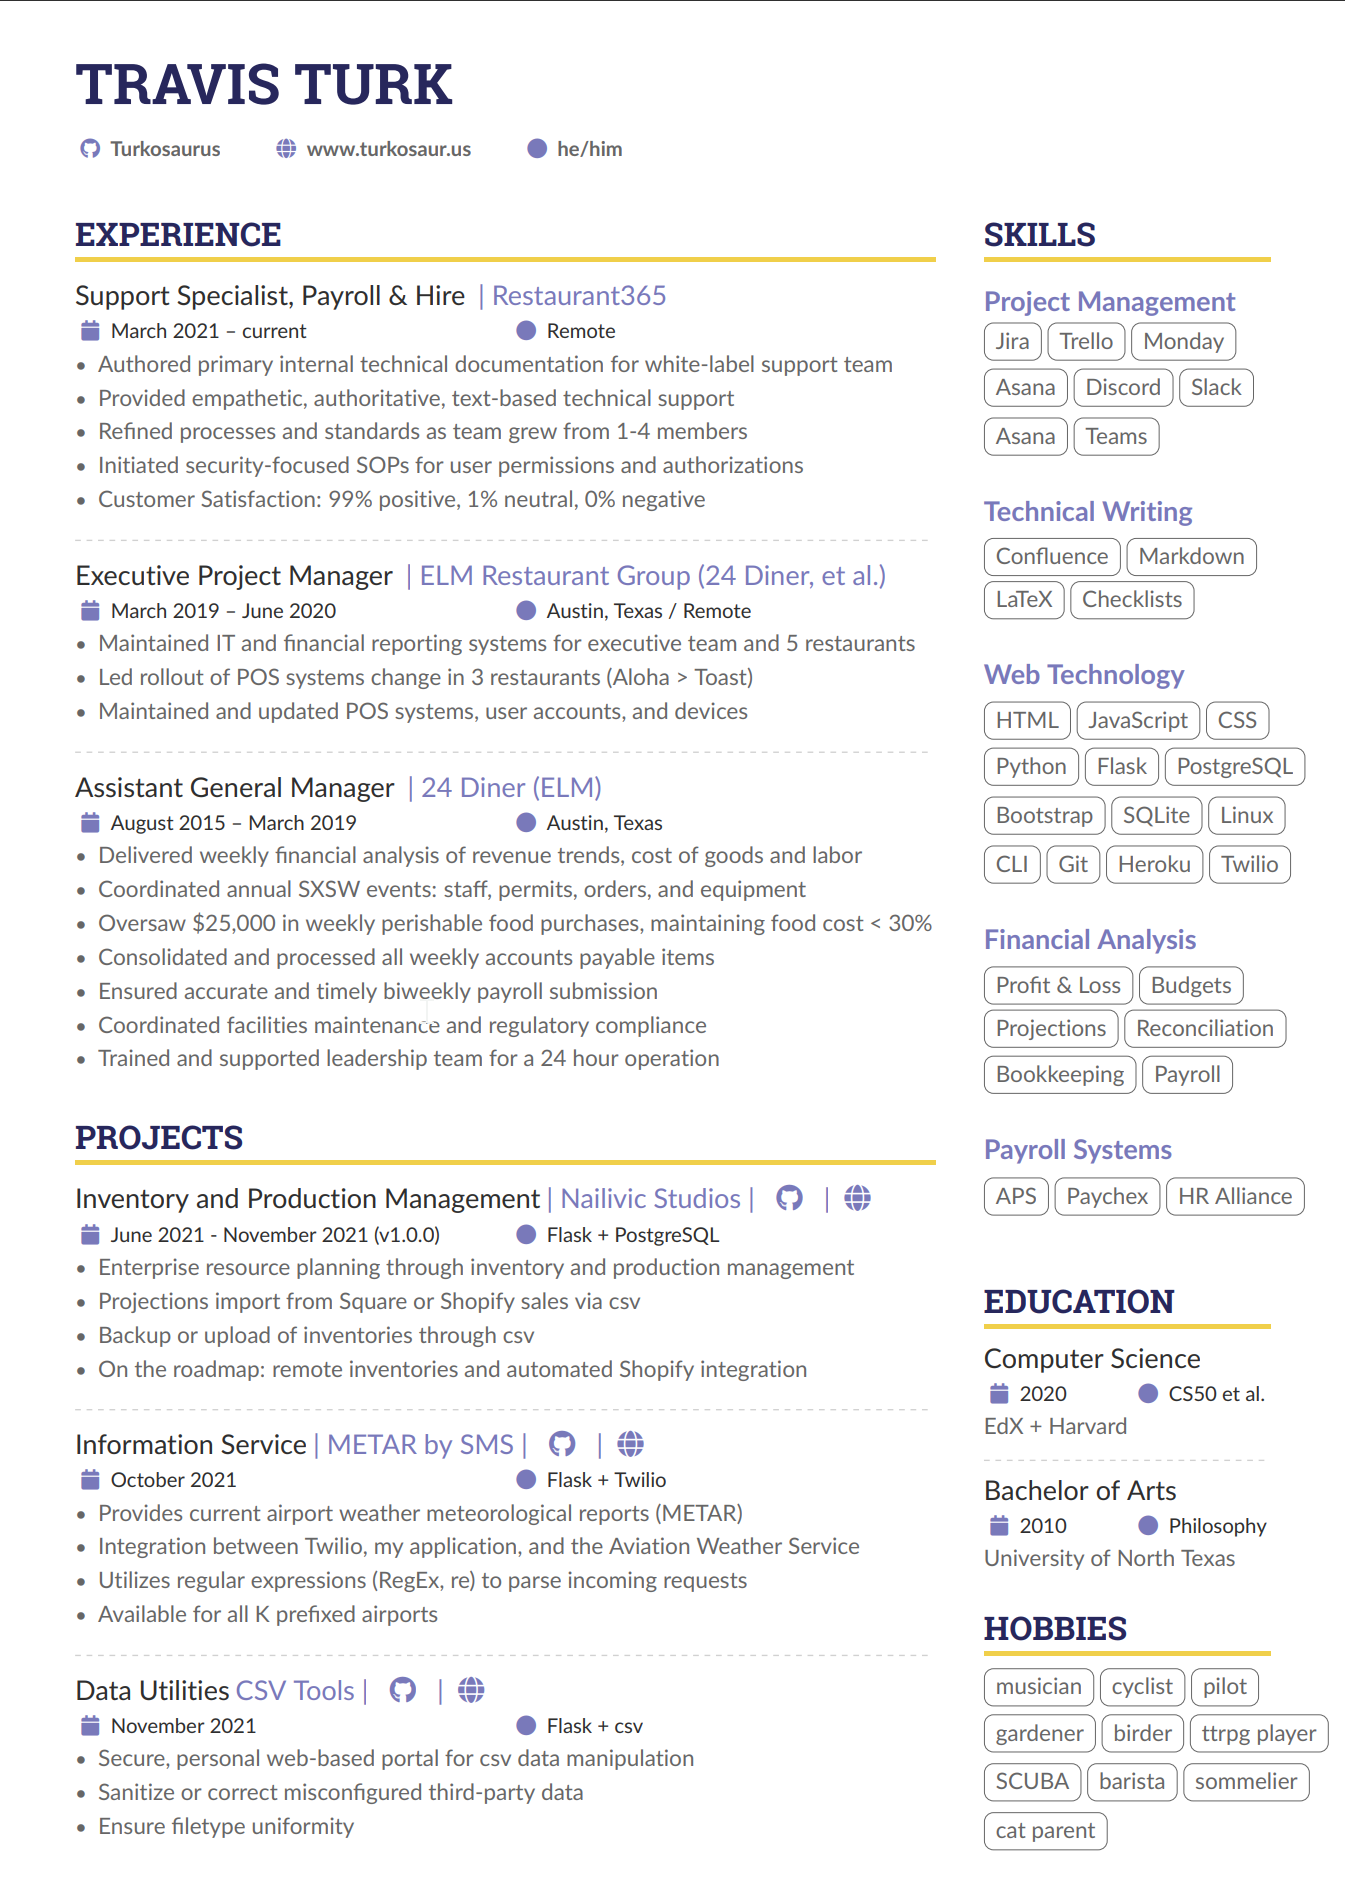 TRAVIS TURK
Turkosaurus www.turkosaur.us he/him
EXPERIENCE
Support Specialist, Payroll & Hire | Restaurant365
March 2021 – current Remote
• Authored primary internal technical documentation for white-label support team
• Provided empathetic, authoritative, text-based technical support
• Refined processes and standards as team grew from 1-4 members
• Initiated security-focused SOPs for user permissions and authorizations
• Customer Satisfaction: 99% positive, 1% neutral, 0% negative
Executive Project Manager | ELM Restaurant Group (24 Diner, et al.)
March 2019 – June 2020 Austin, Texas / Remote
• Maintained IT and financial reporting systems for executive team and 5 restaurants
• Led rollout of POS systems change in 3 restaurants (Aloha > Toast)
• Maintained and updated POS systems, user accounts, and devices
Assistant General Manager | 24 Diner (ELM)
August 2015 – March 2019 Austin, Texas
• Delivered weekly financial analysis of revenue trends, cost of goods and labor
• Coordinated annual SXSW events: staff, permits, orders, and equipment
• Oversaw $25,000 in weekly perishable food purchases, maintaining food cost < 30%
• Consolidated and processed all weekly accounts payable items
• Ensured accurate and timely biweekly payroll submission
• Coordinated facilities maintenance and regulatory compliance
• Trained and supported leadership team for a 24 hour operation
PROJECTS
Inventory and Production Management | Nailivic Studios | |
June 2021 - November 2021 (v1.0.0) Flask + PostgreSQL
• Enterprise resource planning through inventory and production management
• Projections import from Square or Shopify sales via csv
• Backup or upload of inventories through csv
• On the roadmap: remote inventories and automated Shopify integration
Information Service | METAR by SMS | |
October 2021 Flask + Twilio
• Provides current airport weather meteorological reports (METAR)
• Integration between Twilio, my application, and the Aviation Weather Service
• Utilizes regular expressions (RegEx, re) to parse incoming requests
• Available for all K prefixed airports
Data Utilities CSV Tools | |
November 2021 Flask + csv
• Secure, personal web-based portal for csv data manipulation
• Sanitize or correct misconfigured third-party data
• Ensure filetype uniformity
SKILLS
Project Management
Jira Trello Monday
Asana Discord Slack
Asana Teams
Technical Writing
Confluence Markdown
LaTeX Checklists
Web Technology
HTML JavaScript CSS
Python Flask PostgreSQL
Bootstrap SQLite Linux
CLI Git Heroku Twilio
Financial Analysis
Profit & Loss Budgets
Projections Reconciliation
Bookkeeping Payroll
Payroll Systems
APS Paychex HR Alliance
EDUCATION
Computer Science
2020 CS50 et al.
EdX + Harvard
Bachelor of Arts
2010 Philosophy
University of North Texas
HOBBIES
musician cyclist pilot
gardener birder ttrpg player
SCUBA barista sommelier
cat parent